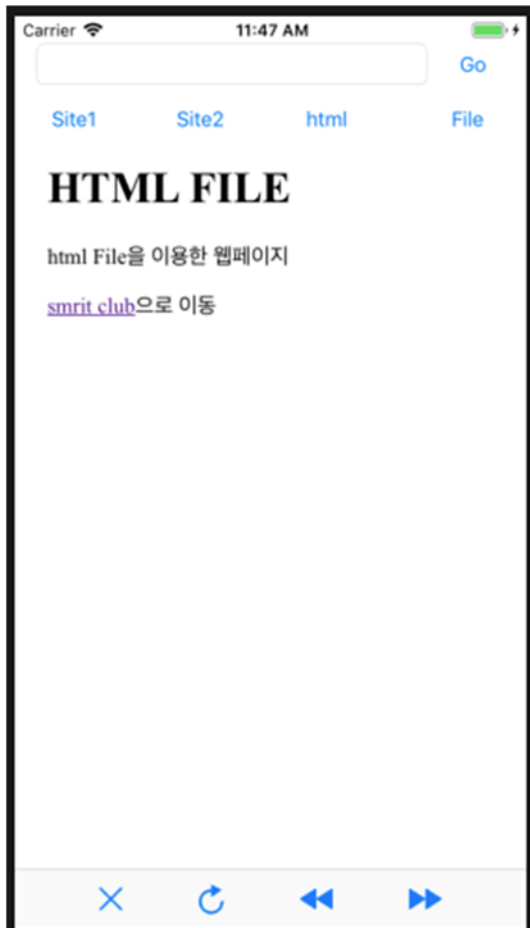 Carrier 11:47 AM
Go
Site1 Site2 html File
HTML FILE
html File을 이용한 웹페이지
smrit club으로 이동